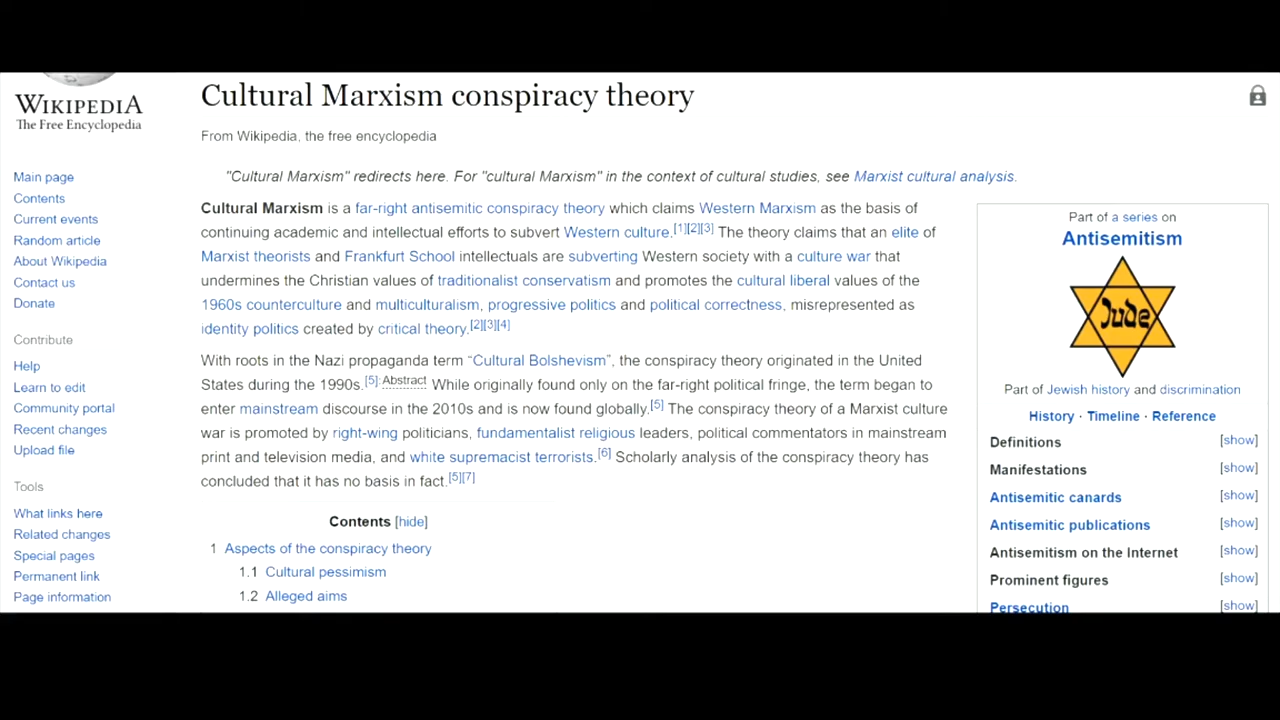 WIKIPEDIA
The Free Encyclopedia
Main page
Contents
Current events
Random article
About Wikipedia
Contact us
Donate
Contribute
Help
Learn to edit
Community portal
Recent changes
Upload file
Tools
What links here
Related changes
Special pages
Permanent link
Page information
Cultural Marxism conspiracy theory
From Wikipedia, the free encyclopedia
"Cultural Marxism" redirects here. For "cultural Marxism" in the context of cultural studies, see Marxist cultural analysis.
Cultural Marxism is a far-right antisemitic conspiracy theory which claims Western Marxism as the basis of
continuing academic and intellectual efforts to subvert Western culture.[1][2][3] The theory claims that an elite of
Marxist theorists and Frankfurt School intellectuals are subverting Western society with a culture war that
undermines the Christian values of traditionalist conservatism and promotes the cultural liberal values of the
1960s counterculture and multiculturalism, progressive politics and political correctness, misrepresented as
identity politics created by critical theory.[2][3][4]
With roots in the Nazi propaganda term “Cultural Bolshevism”, the conspiracy theory originated in the United
States during the 1990s.[5]:Abstract While originally found only on the far-right political fringe, the term began to
enter mainstream discourse in the 2010s and is now found globally.[5] The conspiracy theory of a Marxist culture
war is promoted by right-wing politicians, fundamentalist religious leaders, political commentators in mainstream
print and television media, and white supremacist terrorists.[6] Scholarly analysis of the conspiracy theory has
concluded that it has no basis in fact.[5][7]
Contents [hide]
1 Aspects of the conspiracy theory
1.1 Cultural pessimism
1.2 Alleged aims
Part of a series on
Antisemitism
Jude
Part of Jewish history and discrimination
History · Timeline · Reference
Definitions [show]
Manifestations [show]
Antisemitic canards [show]
Antisemitic publications [show]
Antisemitism on the Internet [show]
Prominent figures [show]
Persecution [show]